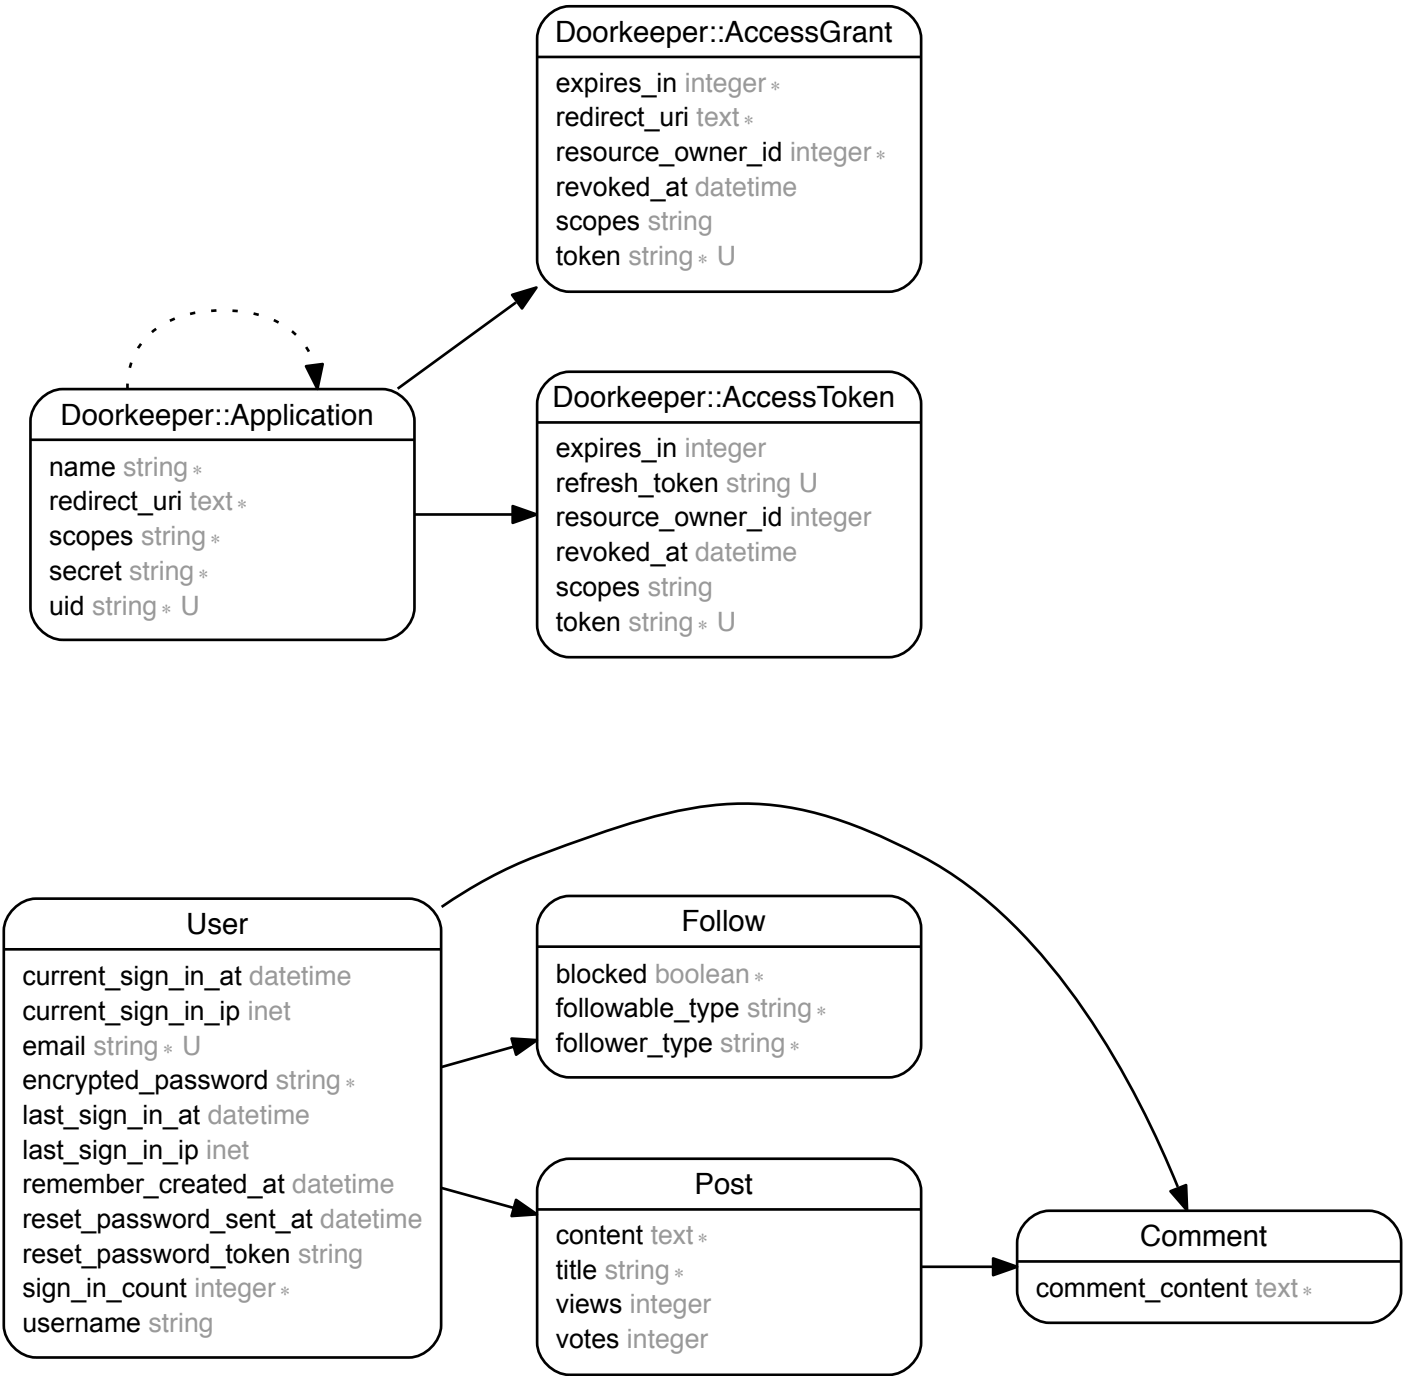 Doorkeeper::AccessGrant
expires_in integer *
redirect_uri text *
resource_owner_id integer *
revoked_at datetime
scopes string
token string * U
Doorkeeper::Application
name string *
redirect_uri text *
scopes string *
secret string *
uid string * U
Doorkeeper::AccessToken
expires_in integer
refresh_token string U
resource_owner_id integer
revoked_at datetime
scopes string
token string * U
User
current_sign_in_at datetime
current_sign_in_ip inet
email string * U
encrypted_password string *
last_sign_in_at datetime
last_sign_in_ip inet
remember_created_at datetime
reset_password_sent_at datetime
reset_password_token string
sign_in_count integer *
username string
Follow
blocked boolean *
followable_type string *
follower_type string *
Post
content text *
title string *
views integer
votes integer
Comment
comment_content text *